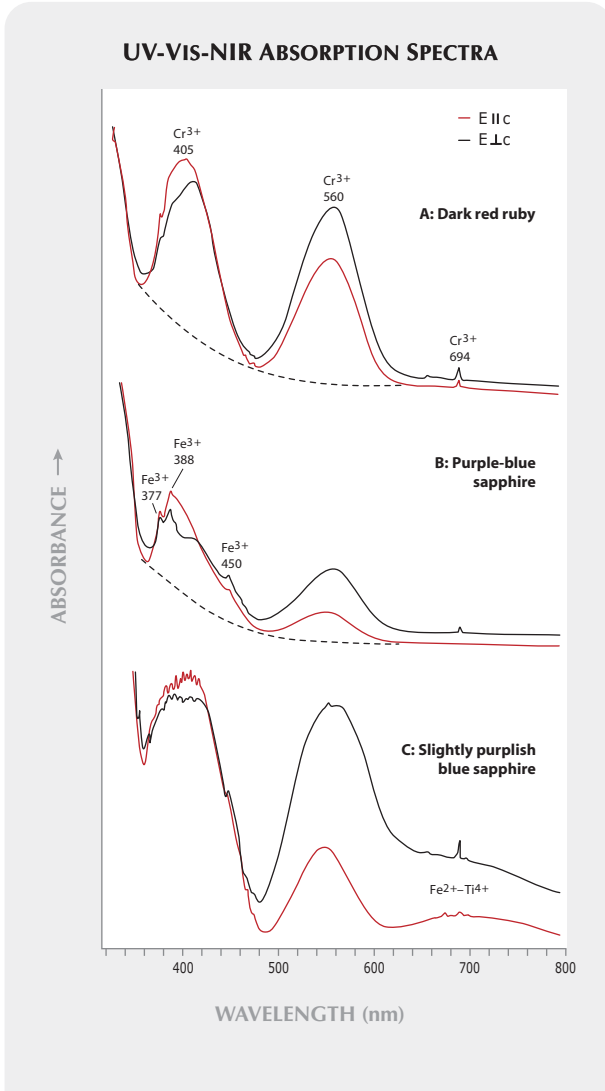 UV-VIS-NIR ABSORPTION SPECTRA
E II c
E⊥c
Cr3+
405
Cr3+
560
A: Dark red ruby
Cr3+
694
Fe3+
388
Fe3+
377
B: Purple-blue
sapphire
Fe3+
450
C: Slightly purplish
blue sapphire
Fe2+–Ti4+
ABSORBANCE →
400 500 600 700 800
WAVELENGTH (nm)